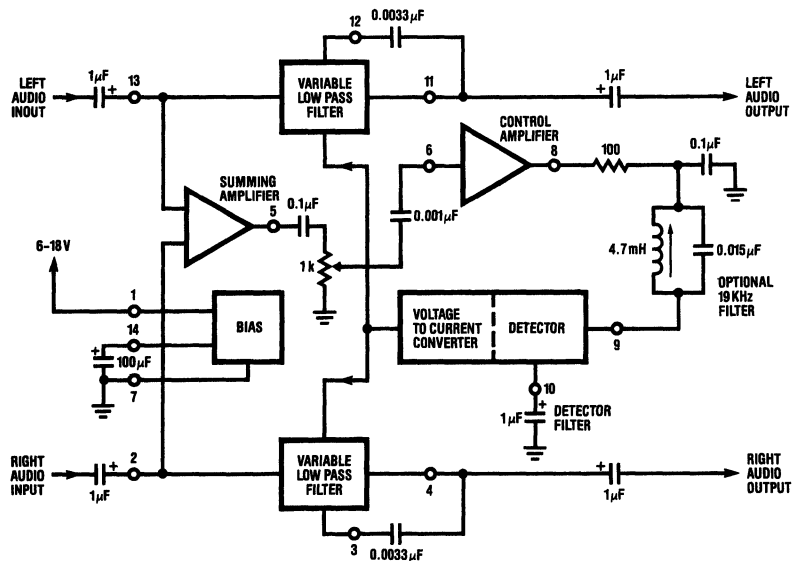 12
0.0033μF
LEFT
AUDIO
INOUT
1μF
+
13
VARIABLE
LOW PASS
FILTER
11
1μF
+
LEFT
AUDIO
OUTPUT
CONTROL
AMPLIFIER
6
8
100
0.1μF
SUMMING
AMPLIFIER
5
0.1μF
0.001μF
1k
4.7mH
0.015μF
OPTIONAL
19KHz
FILTER
6-18V
1
14
+
100μF
7
BIAS
VOLTAGE
TO CURRENT
CONVERTER
DETECTOR
9
10
+
1μF
DETECTOR
FILTER
RIGHT
AUDIO
INPUT
+
1μF
2
VARIABLE
LOW PASS
FILTER
4
+
1μF
RIGHT
AUDIO
OUTPUT
3
0.0033μF